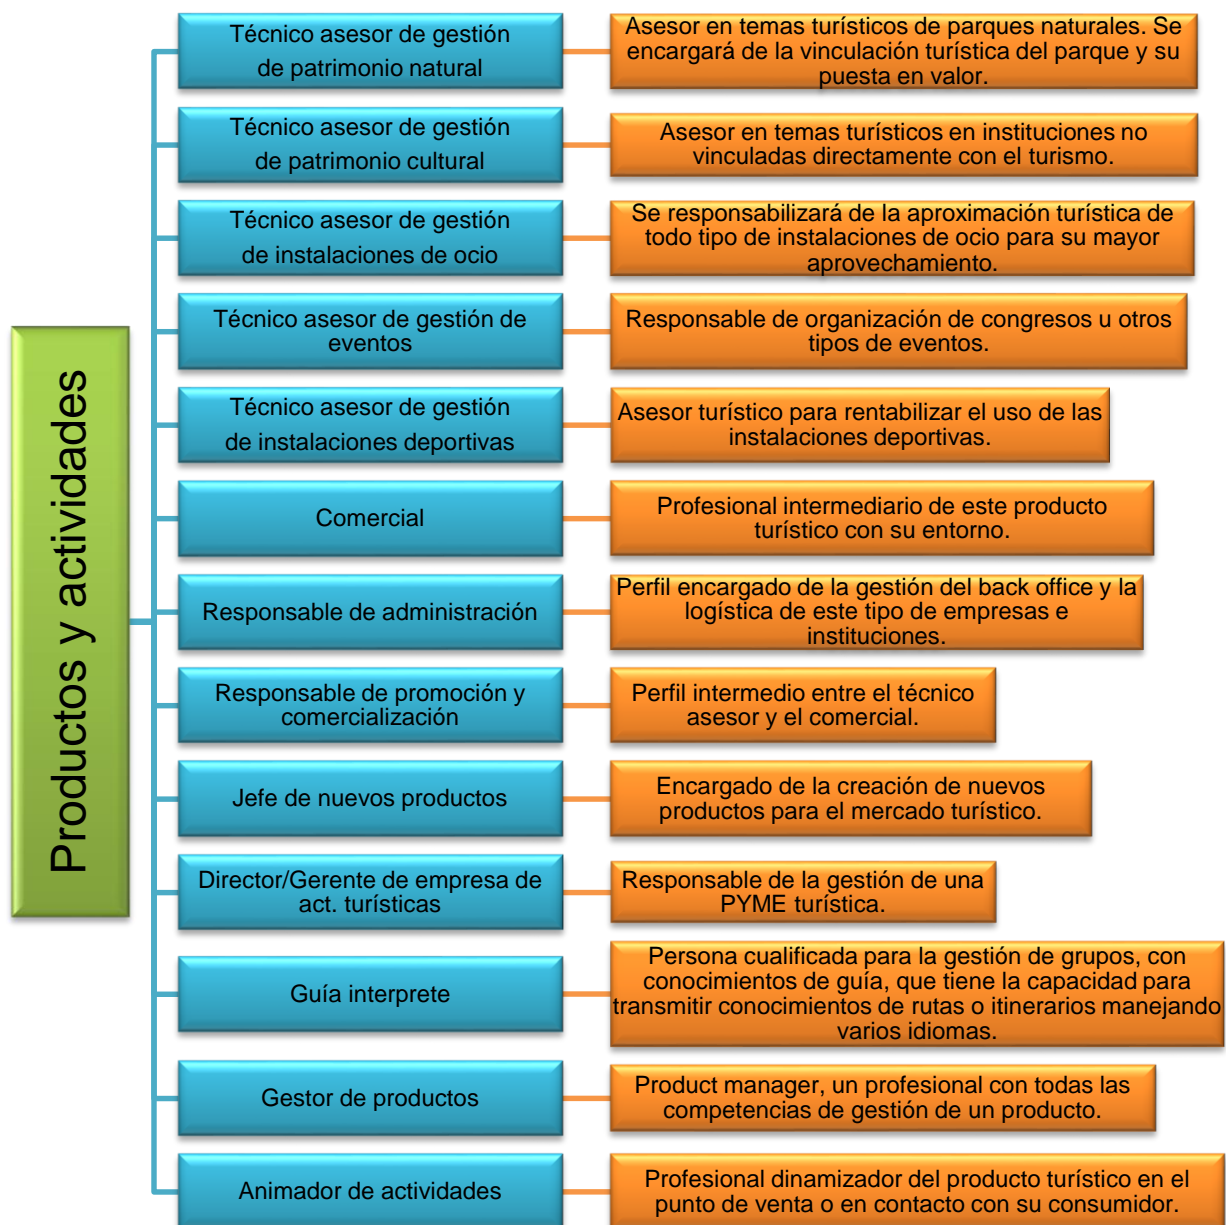 Productos y actividades
Técnico asesor de gestión
de patrimonio natural
Asesor en temas turísticos de parques naturales. Se
encargará de la vinculación turística del parque y su
puesta en valor.
Técnico asesor de gestión
de patrimonio cultural
Asesor en temas turísticos en instituciones no
vinculadas directamente con el turismo.
Técnico asesor de gestión
de instalaciones de ocio
Se responsabilizará de la aproximación turística de
todo tipo de instalaciones de ocio para su mayor
aprovechamiento.
Técnico asesor de gestión de
eventos
Responsable de organización de congresos u otros
tipos de eventos.
Técnico asesor de gestión
de instalaciones deportivas
Asesor turístico para rentabilizar el uso de las
instalaciones deportivas.
Comercial
Profesional intermediario de este producto
turístico con su entorno.
Responsable de administración
Perfil encargado de la gestión del back office y la
logística de este tipo de empresas e
instituciones.
Responsable de promoción y
comercialización
Perfil intermedio entre el técnico
asesor y el comercial.
Jefe de nuevos productos
Encargado de la creación de nuevos
productos para el mercado turístico.
Director/Gerente de empresa de
act. turísticas
Responsable de la gestión de una
PYME turística.
Guía interprete
Persona cualificada para la gestión de grupos, con
conocimientos de guía, que tiene la capacidad para
transmitir conocimientos de rutas o itinerarios manejando
varios idiomas.
Gestor de productos
Product manager, un profesional con todas las
competencias de gestión de un producto.
Animador de actividades
Profesional dinamizador del producto turístico en el
punto de venta o en contacto con su consumidor.